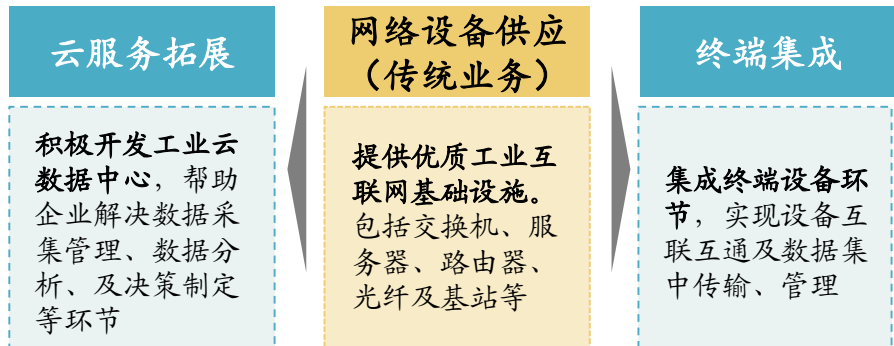 云服务拓展
积极开发工业云
数据中心，帮助
企业解决数据采
集管理、数据分
析、及决策制定
等环节
网络设备供应
（传统业务）
提供优质工业互
联网基础设施。
包括交换机、服
务器、路由器、
光纤及基站等
终端集成
集成终端设备环
节，实现设备互
联互通及数据集
中传输、管理